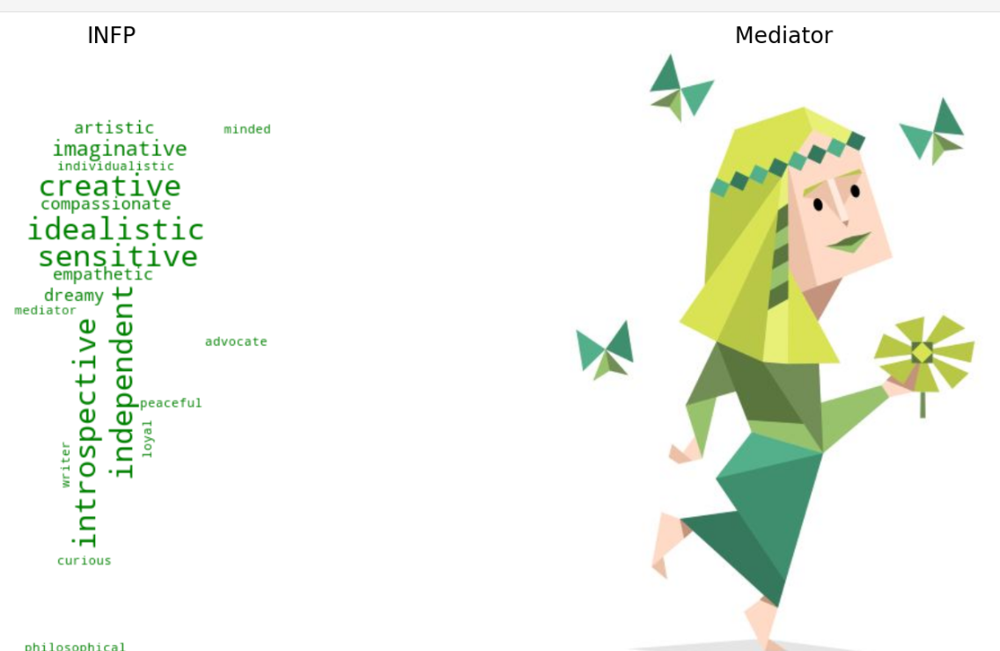 INFP
Mediator
artistic
minded
imaginative
individualistic
creative
compassionate
idealistic
sensitive
empathetic
dreamy
mediator
introspective
independent
advocate
peaceful
loyal
writer
curious
philosophical